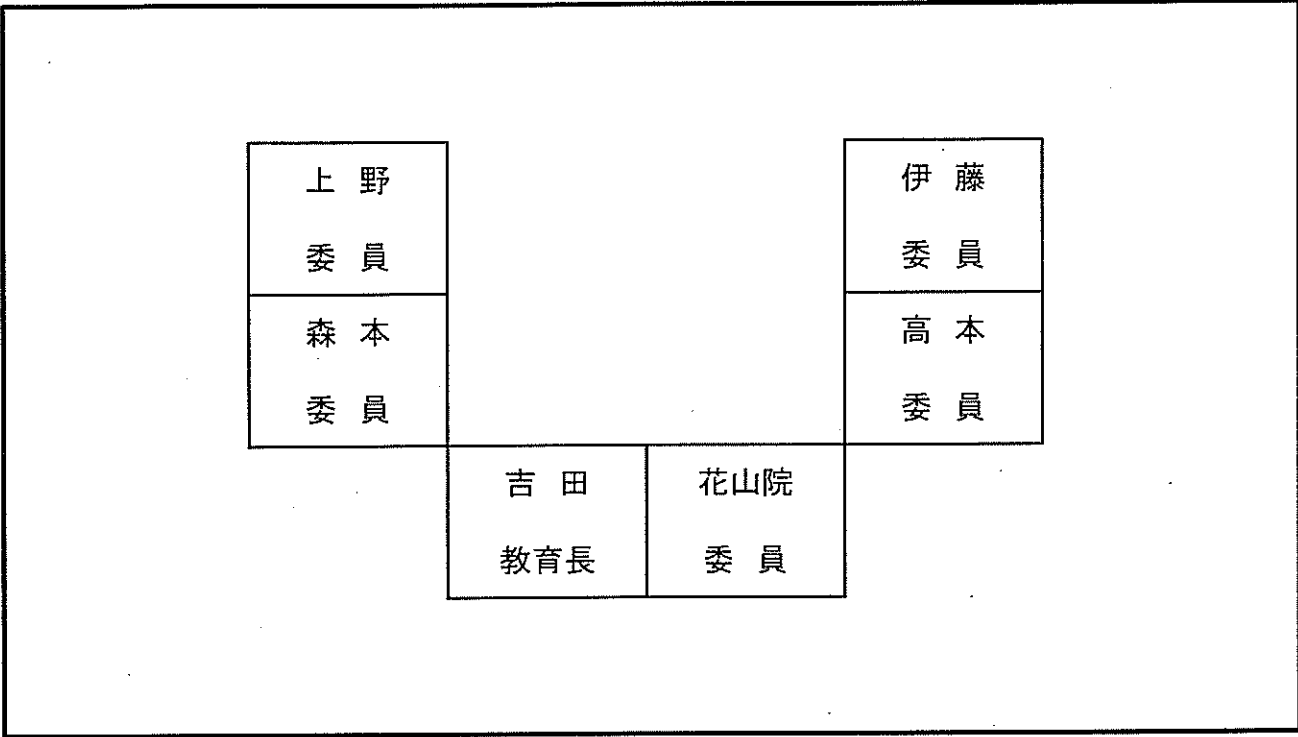 上 野
委 員
伊 藤
委 員
森 本
委 員
高 本
委 員
吉 田
教育長
花山院
委 員